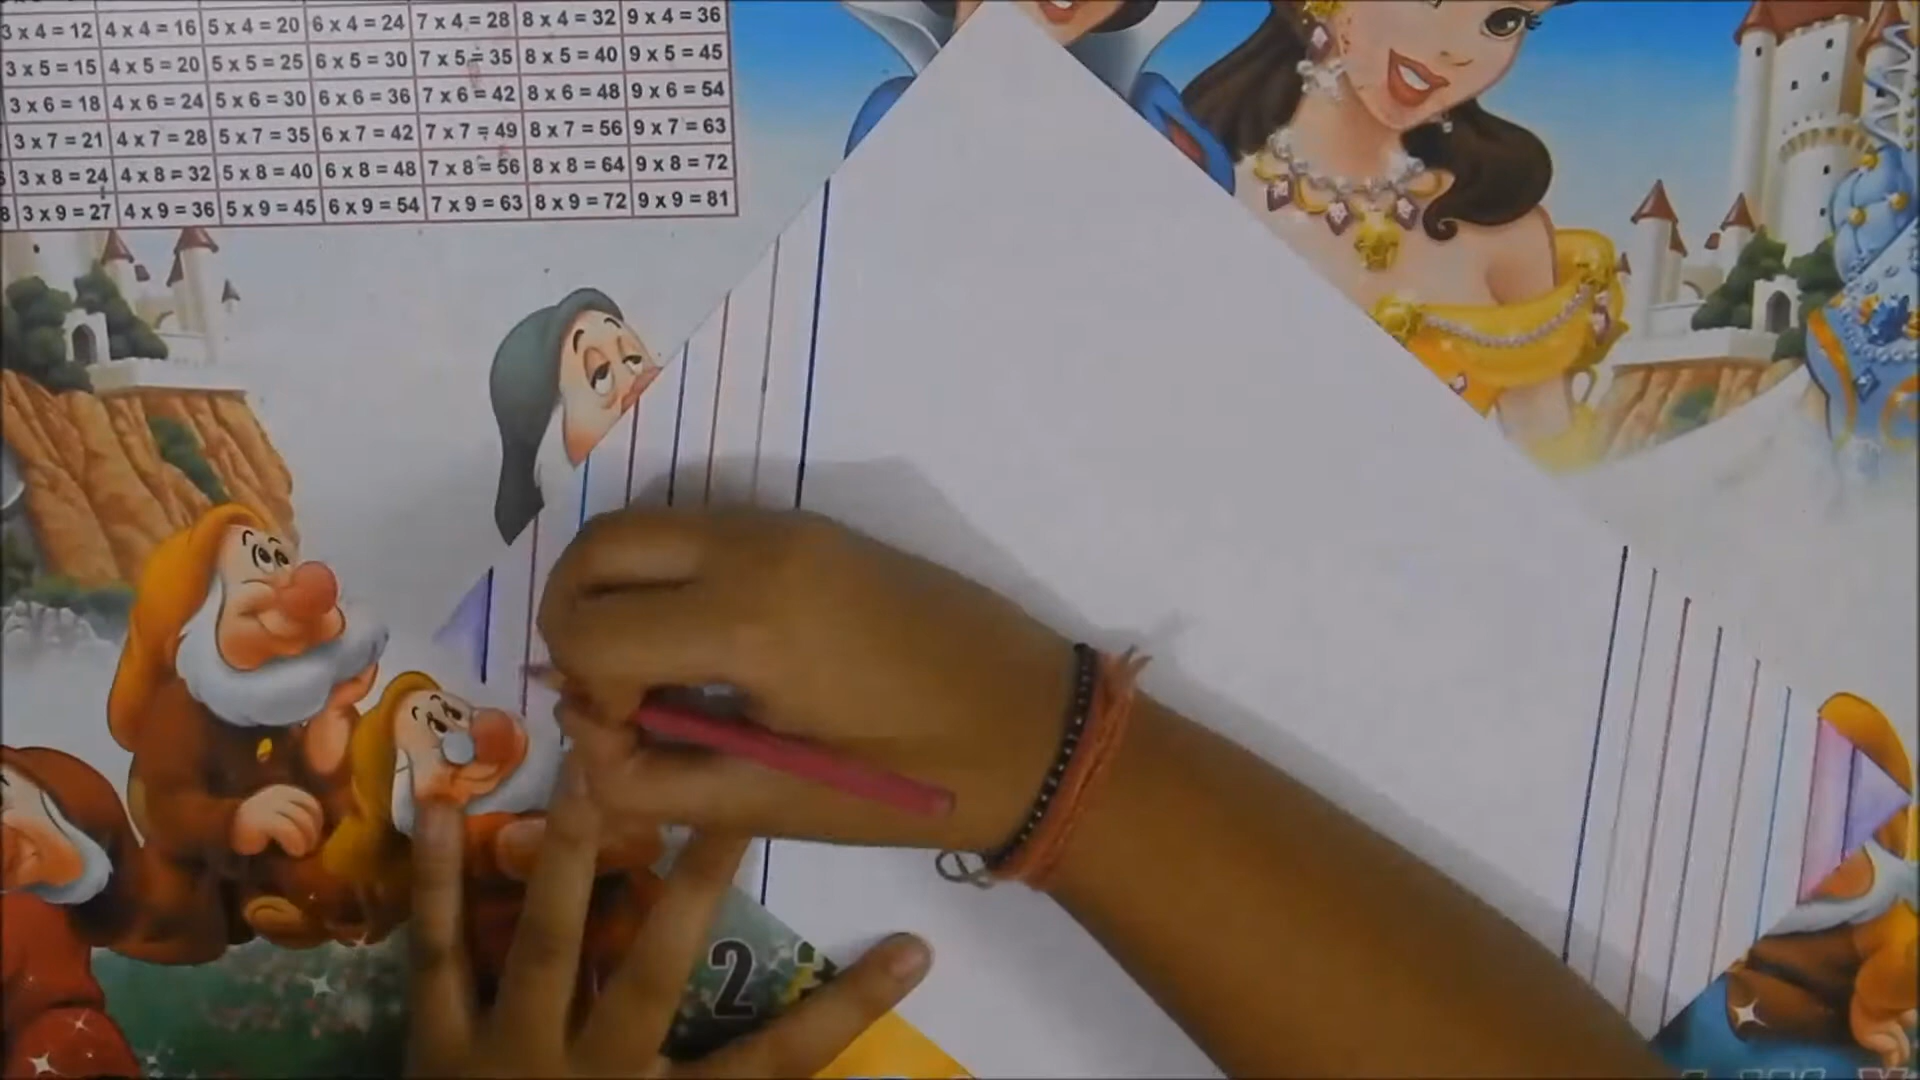 3 x 4 = 12 4 x 4 = 16 5 x 4 = 20 6 x 4 = 24 7 x 4 = 28 8 x 4 = 32 9 x 4 = 36
3 x 5 = 15 4 x 5 = 20 5 x 5 = 25 6 x 5 = 30 7 x 5 = 35 8 x 5 = 40 9 x 5 = 45
3 x 6 = 18 4 x 6 = 24 5 x 6 = 30 6 x 6 = 36 7 x 6 = 42 8 x 6 = 48 9 x 6 = 54
3 x 7 = 21 4 x 7 = 28 5 x 7 = 35 6 x 7 = 42 7 x 7 = 49 8 x 7 = 56 9 x 7 = 63
3 x 8 = 24 4 x 8 = 32 5 x 8 = 40 6 x 8 = 48 7 x 8 = 56 8 x 8 = 64 9 x 8 = 72
8 3 x 9 = 27 4 x 9 = 36 5 x 9 = 45 6 x 9 = 54 7 x 9 = 63 8 x 9 = 72 9 x 9 = 81
2